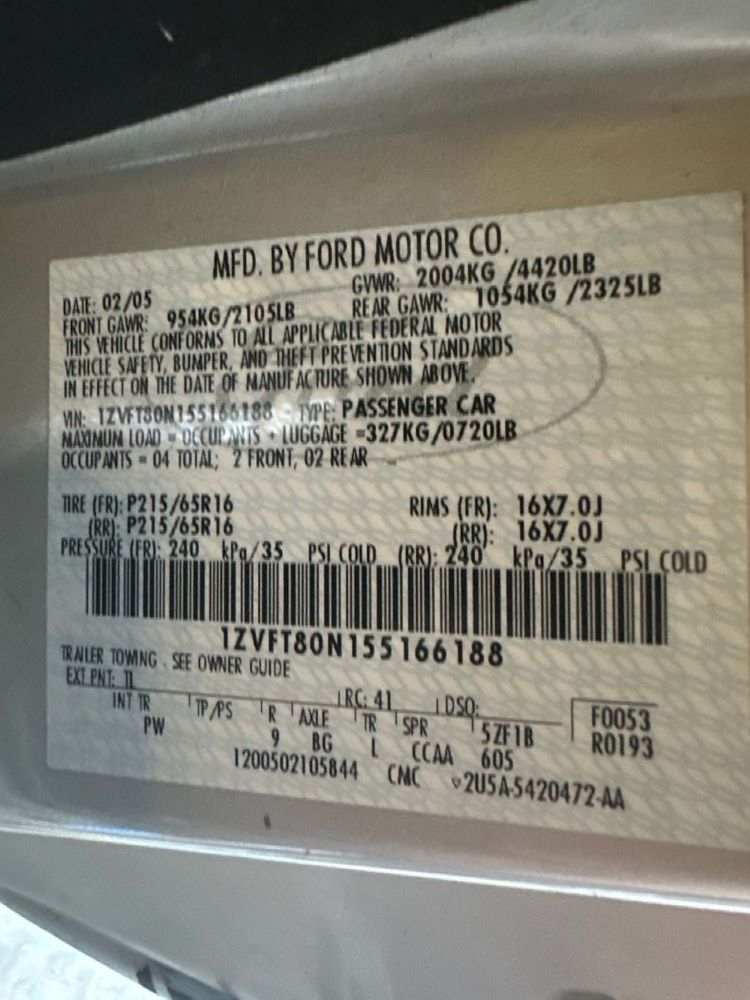 MFD. BY FORD MOTOR CO.
DATE: 02/05 GVWR: 2004KG /4420LB
FRONT GAWR: 954KG/2105LB REAR GAWR: 1054KG /2325LB
THIS VEHICLE CONFORMS TO ALL APPLICABLE FEDERAL MOTOR
VEHICLE SAFETY, BUMPER, AND THEFT PREVENTION STANDARDS
IN EFFECT ON THE DATE OF MANUFACTURE SHOWN ABOVE.
VIN: 1ZVFT80N155166188 TYPE: PASSENGER CAR
MAXIMUM LOAD = OCCUPANTS + LUGGAGE =327KG/0720LB
OCCUPANTS = 04 TOTAL; 2 FRONT, 02 REAR
TIRE (FR): P215/65R16 RIMS (FR): 16X7.0J
(RR): P215/65R16 (RR): 16X7.0J
PRESSURE (FR): 240 kPa/35 PSI COLD (RR): 240 kPa/35 PSI COLD
1ZVFT80N155166188
TRAILER TOWING - SEE OWNER GUIDE
EXT PNT: TL RC: 41 DSO: F0053
INT TR TP/PS R AXLE TR SPR 5ZF1B R0193
PW 9 BG L CCAA 605
1200502105844 CMC ▽2U5A-5420472-AA